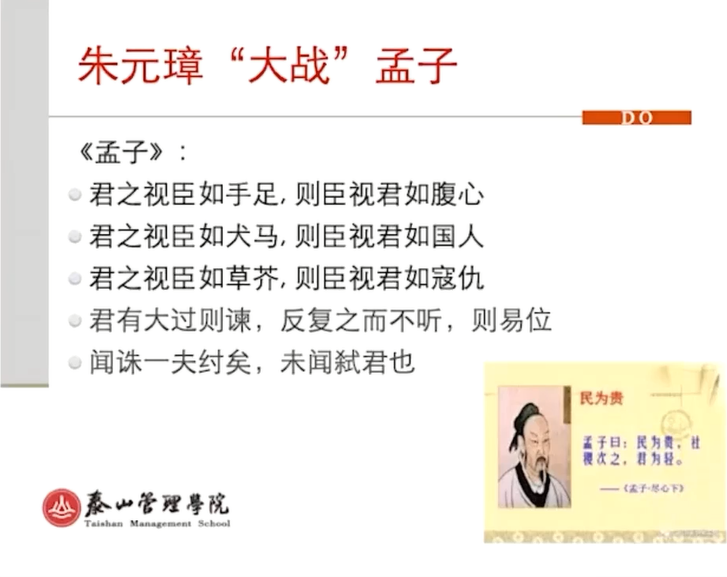 朱元璋“大战”孟子
DO
《孟子》：
君之视臣如手足，则臣视君如腹心
君之视臣如犬马，则臣视君如国人
君之视臣如草芥，则臣视君如寇仇
君有大过则谏，反复之而不听，则易位
闻诛一夫纣矣，未闻弑君也
民为贵
孟子曰：民为贵，社
稷次之，君为轻。
——《孟子·尽心下》
泰山管理學院
Taishan Management School